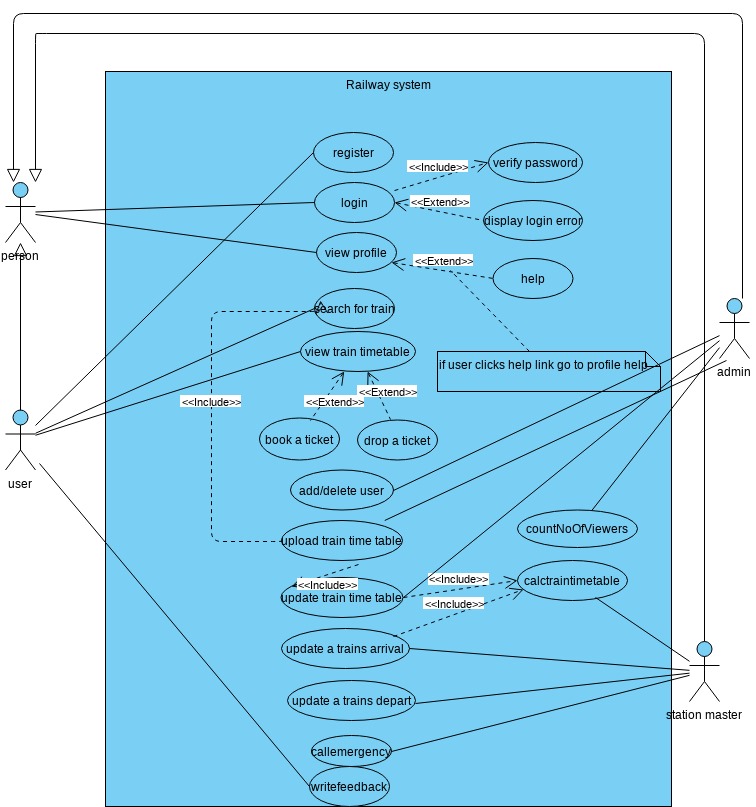 Railway system
register
<<Include>>
verify password
login
<<Extend>>
display login error
person
view profile
<<Extend>>
help
search for train
view train timetable
if user clicks help link go to profile help
admin
<<Include>>
<<Extend>>
<<Extend>>
book a ticket
drop a ticket
user
add/delete user
countNoOfViewers
upload train time table
<<Include>>
<<Include>>
calctraintimetable
update train time table
<<Include>>
update a trains arrival
update a trains depart
station master
callemergency
writefeedback